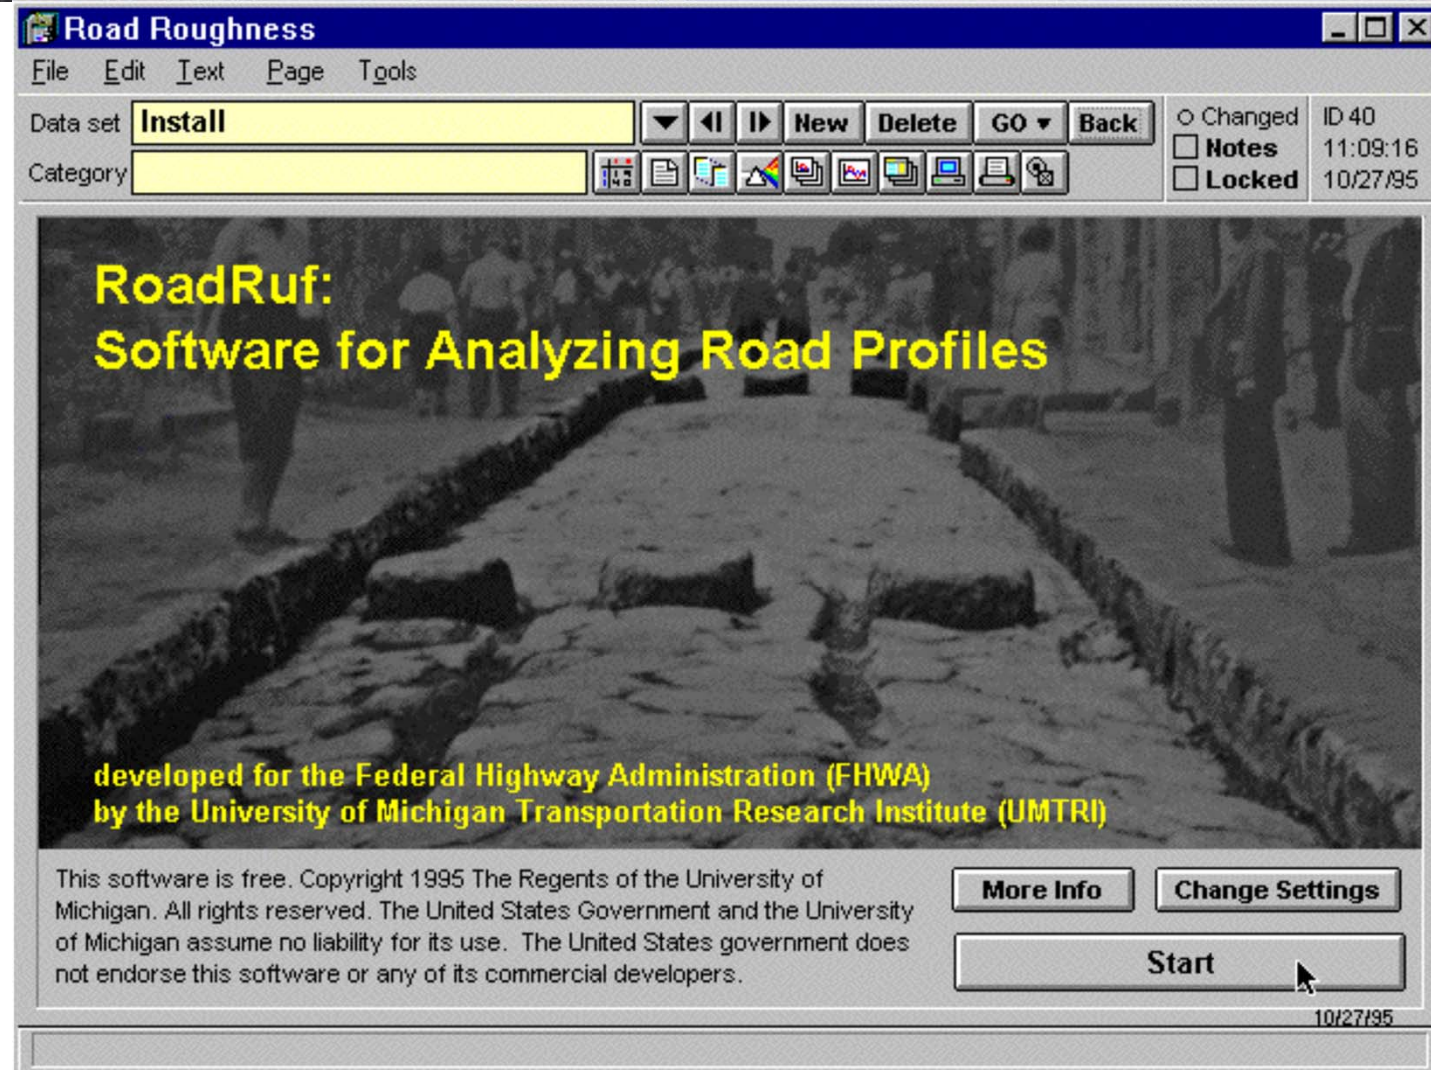 Road Roughness
File Edit Text Page Tools
Data set Install New Delete GO Back Changed ID 40
Notes 11:09:16
Category Locked 10/27/95
RoadRuf:
Software for Analyzing Road Profiles
developed for the Federal Highway Administration (FHWA)
by the University of Michigan Transportation Research Institute (UMTRI)
This software is free. Copyright 1995 The Regents of the University of
Michigan. All rights reserved. The United States Government and the University
of Michigan assume no liability for its use. The United States government does
not endorse this software or any of its commercial developers.
More Info Change Settings
Start
10/27/95